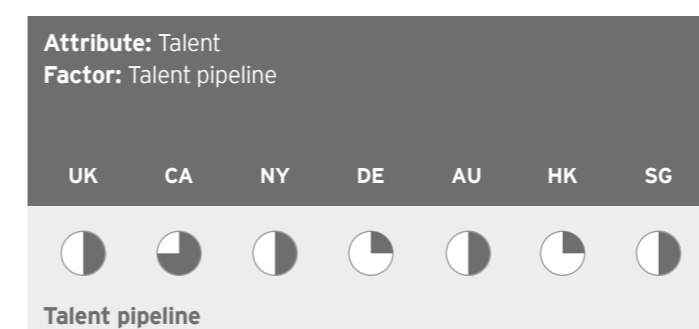 Attribute: Talent
Factor: Talent pipeline
UK CA NY DE AU HK SG
Talent pipeline